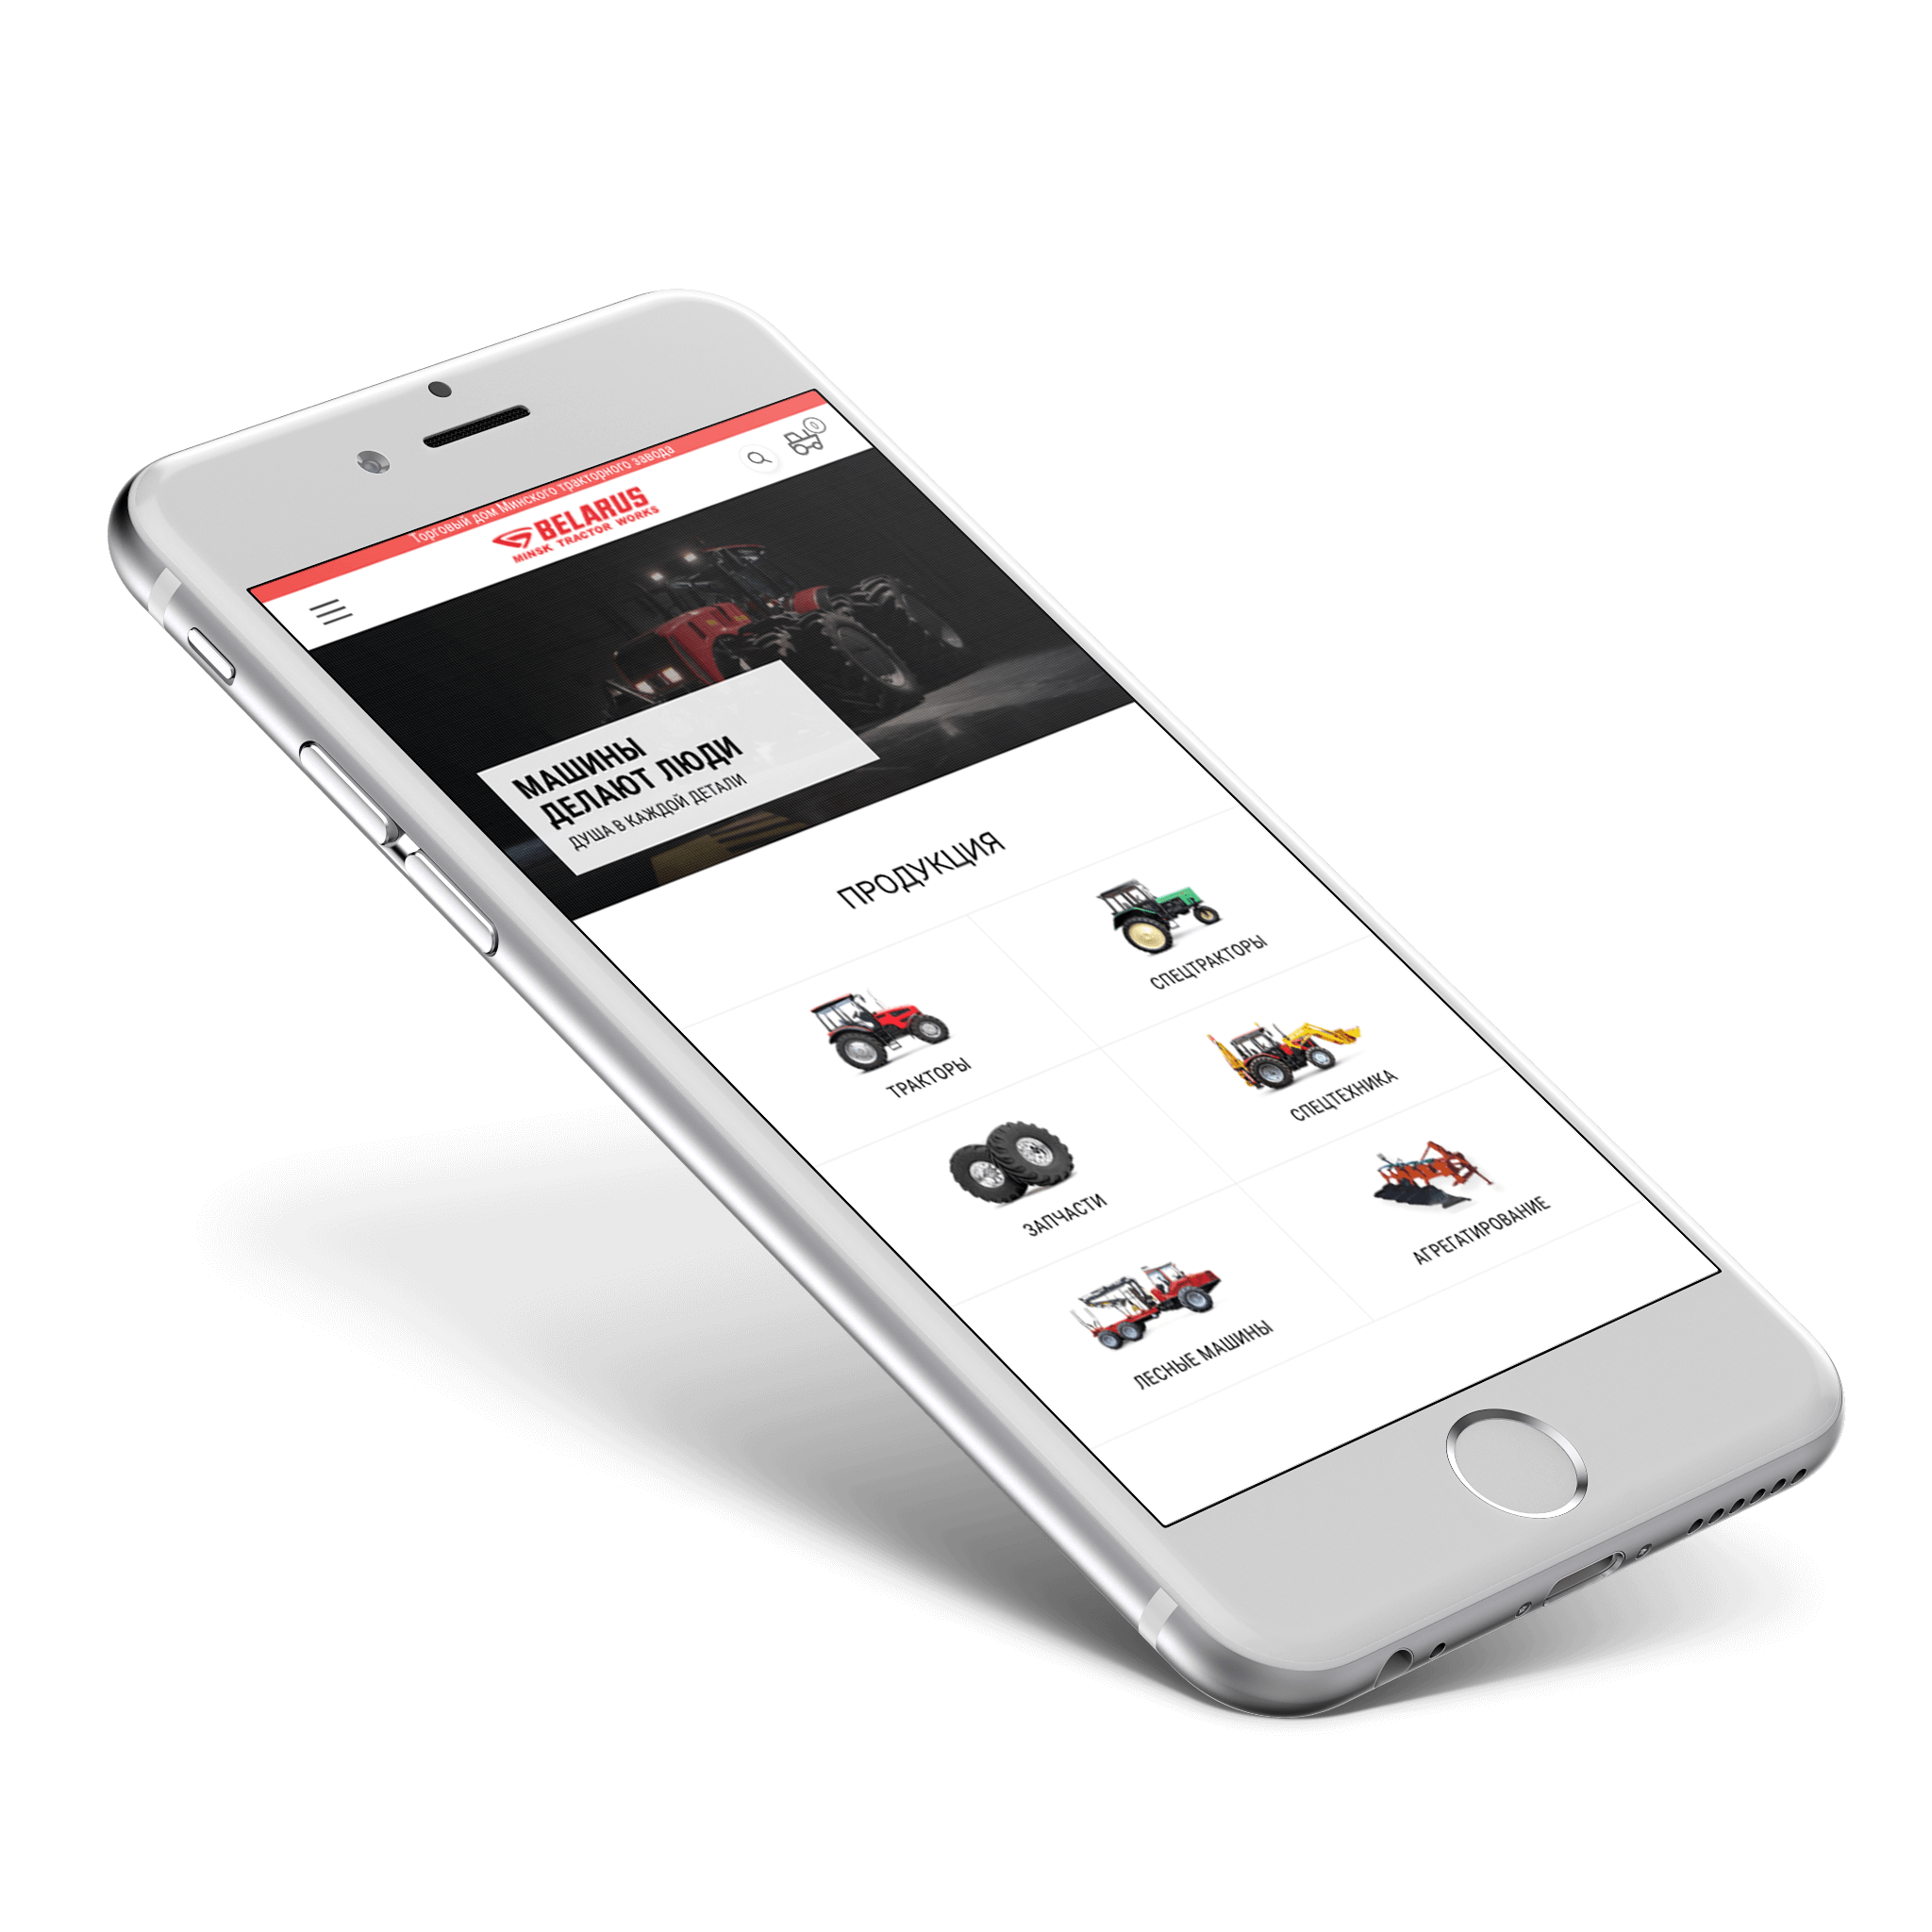 Торговый дом Минского тракторного завода
0
BELARUS
MINSK TRACTOR WORKS
МАШИНЫ
ДЕЛАЮТ ЛЮДИ
ДУША В КАЖДОЙ ДЕТАЛИ
ПРОДУКЦИЯ
ТРАКТОРЫ
СПЕЦТРАКТОРЫ
ЗАПЧАСТИ
СПЕЦТЕХНИКА
ЛЕСНЫЕ МАШИНЫ
АГРЕГАТИРОВАНИЕ